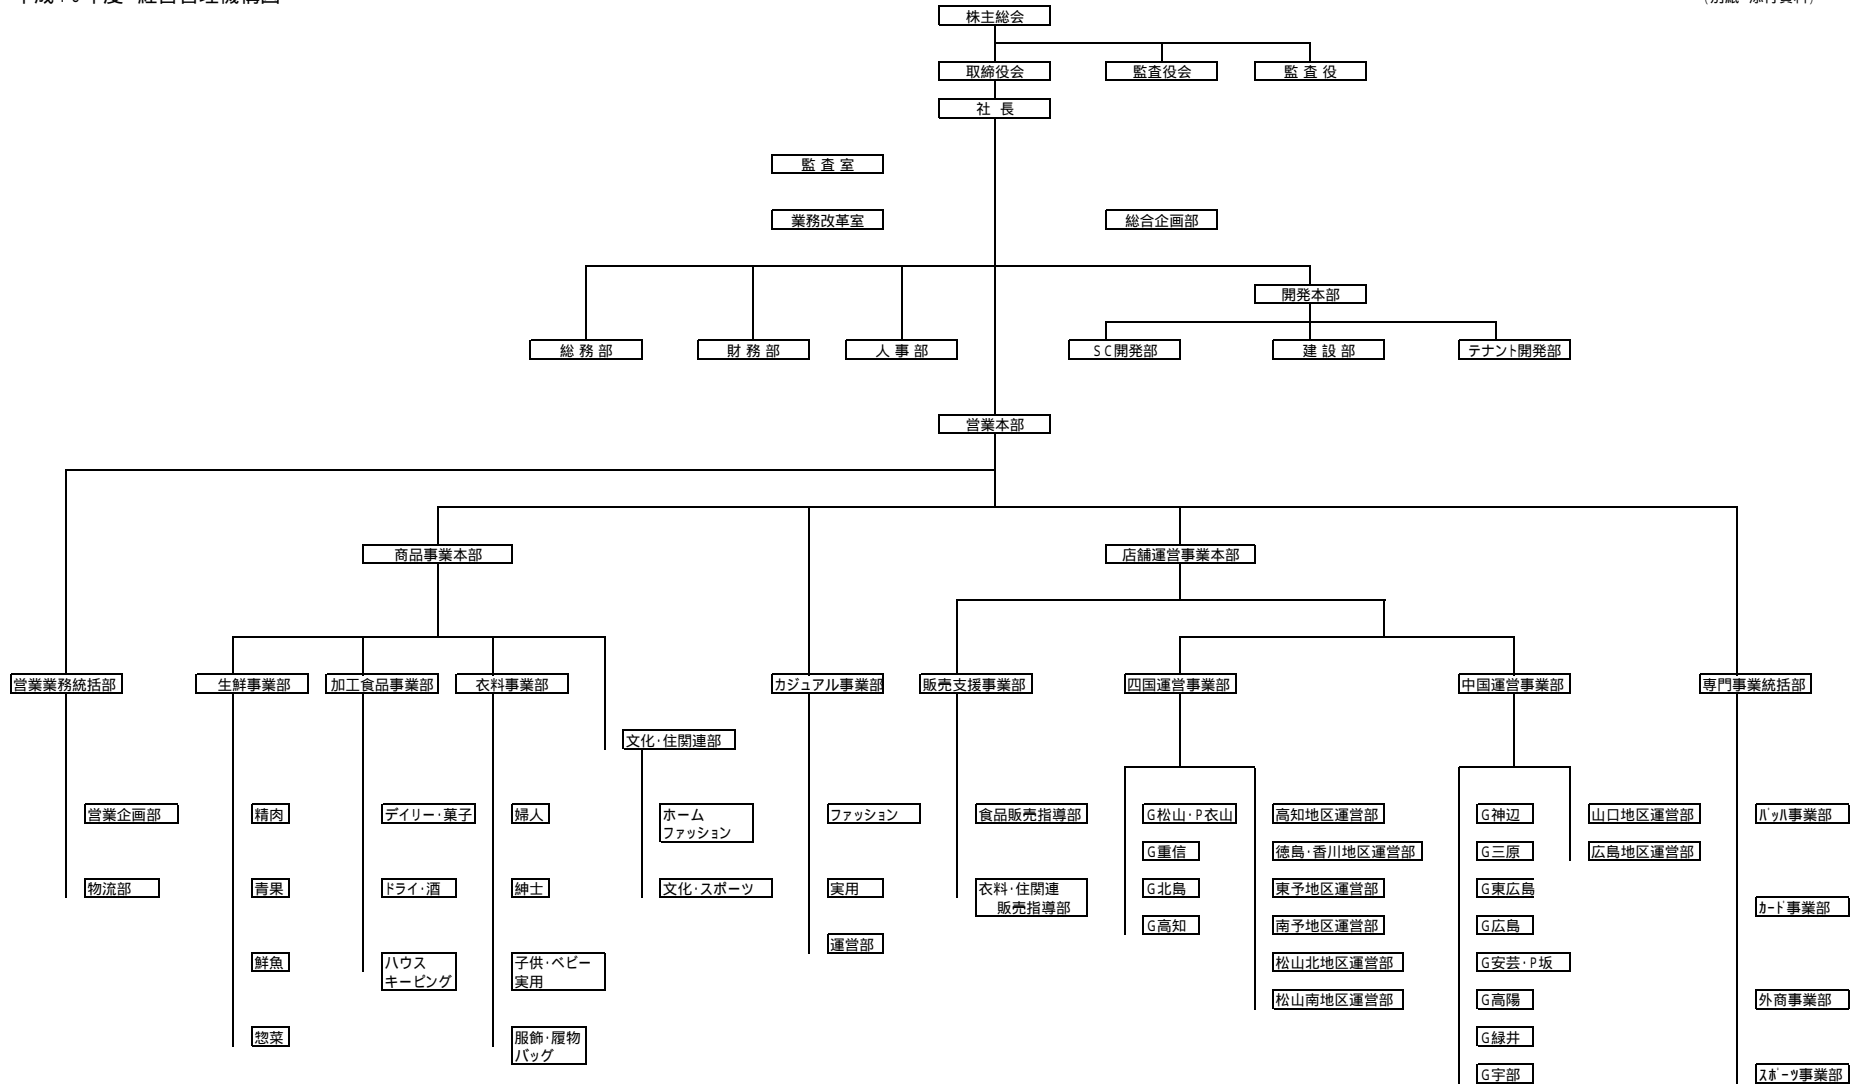 株主総会
取締役会 監査役会 監 査 役
社 長
監 査 室
業務改革室 総合企画部
開発本部
総 務 部 財 務 部 人 事 部 SC開発部 建 設 部 テナント開発部
営業本部
商品事業本部 店舗運営事業本部
営業業務統括部 生鮮事業部 加工食品事業部 衣料事業部 カジュアル事業部 販売支援事業部 四国運営事業部 中国運営事業部 専門事業統括部
文化・住関連部
営業企画部 精肉 デイリー・菓子 婦人 ホーム ファッション 食品販売指導部 G松山・P衣山 高知地区運営部 G神辺 山口地区運営部 ﾊﾞｯﾊ事業部
ファッション
G重信 徳島・香川地区運営部 G三原 広島地区運営部
物流部 青果 ドライ・酒 紳士 文化・スポーツ 実用 衣料・住関連 G北島 東予地区運営部 G東広島
販売指導部 ｶｰﾄﾞ事業部
G高知 南予地区運営部 G広島
運営部
鮮魚 ハウス 子供・ベビー 松山北地区運営部 G安芸・P坂
キーピング 実用
松山南地区運営部 G高陽 外商事業部
惣菜 服飾・履物 G緑井
バッグ
G宇部 ｽﾎﾟｰﾂ事業部